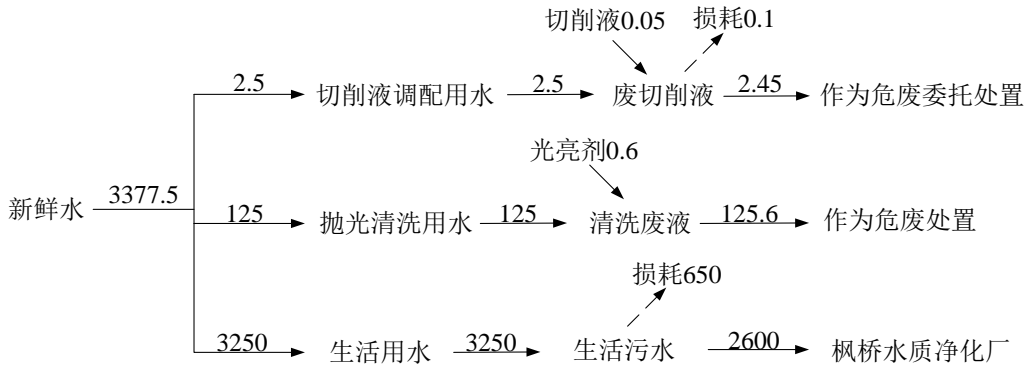 切削液0.05 损耗0.1
2.5 切削液调配用水 2.5 废切削液 2.45 作为危废委托处置
光亮剂0.6
新鲜水 3377.5
125 抛光清洗用水 125 清洗废液 125.6 作为危废处置
损耗650
3250 生活用水 3250 生活污水 2600 枫桥水质净化厂